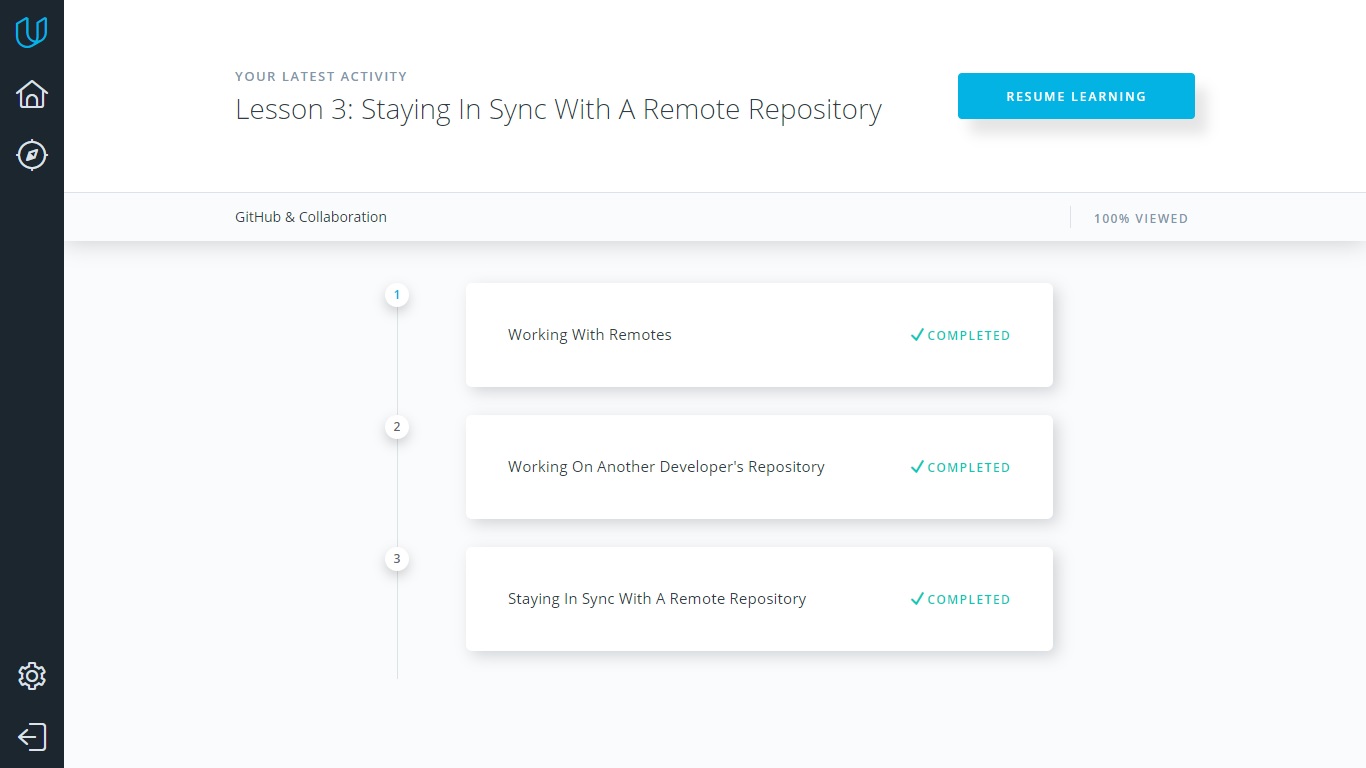 YOUR LATEST ACTIVITY
Lesson 3: Staying In Sync With A Remote Repository
RESUME LEARNING
GitHub & Collaboration
100% VIEWED
1
Working With Remotes
COMPLETED
2
Working On Another Developer's Repository
COMPLETED
3
Staying In Sync With A Remote Repository
COMPLETED